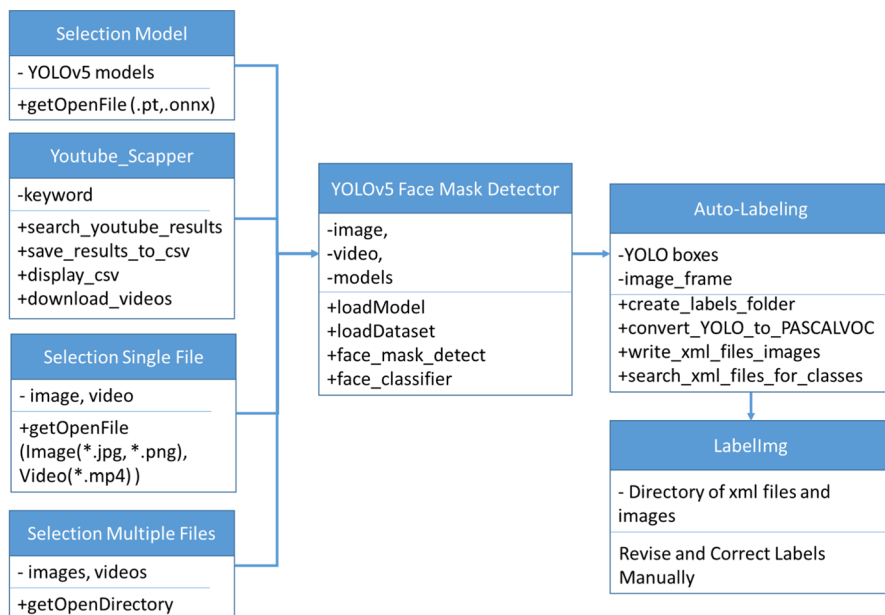 Selection Model
- YOLOv5 models
+getOpenFile (.pt,.onnx)
Youtube_Scapper
-keyword
+search_youtube_results
+save_results_to_csv
+display_csv
+download_videos
Selection Single File
- image, video
+getOpenFile
(Image(*.jpg, *.png),
Video(*.mp4) )
Selection Multiple Files
- images, videos
+getOpenDirectory
YOLOv5 Face Mask Detector
-image,
-video,
-models
+loadModel
+loadDataset
+face_mask_detect
+face_classifier
Auto-Labeling
-YOLO boxes
-image_frame
+create_labels_folder
+convert_YOLO_to_PASCALVOC
+write_xml_files_images
+search_xml_files_for_classes
LabelImg
- Directory of xml files and
images
Revise and Correct Labels
Manually